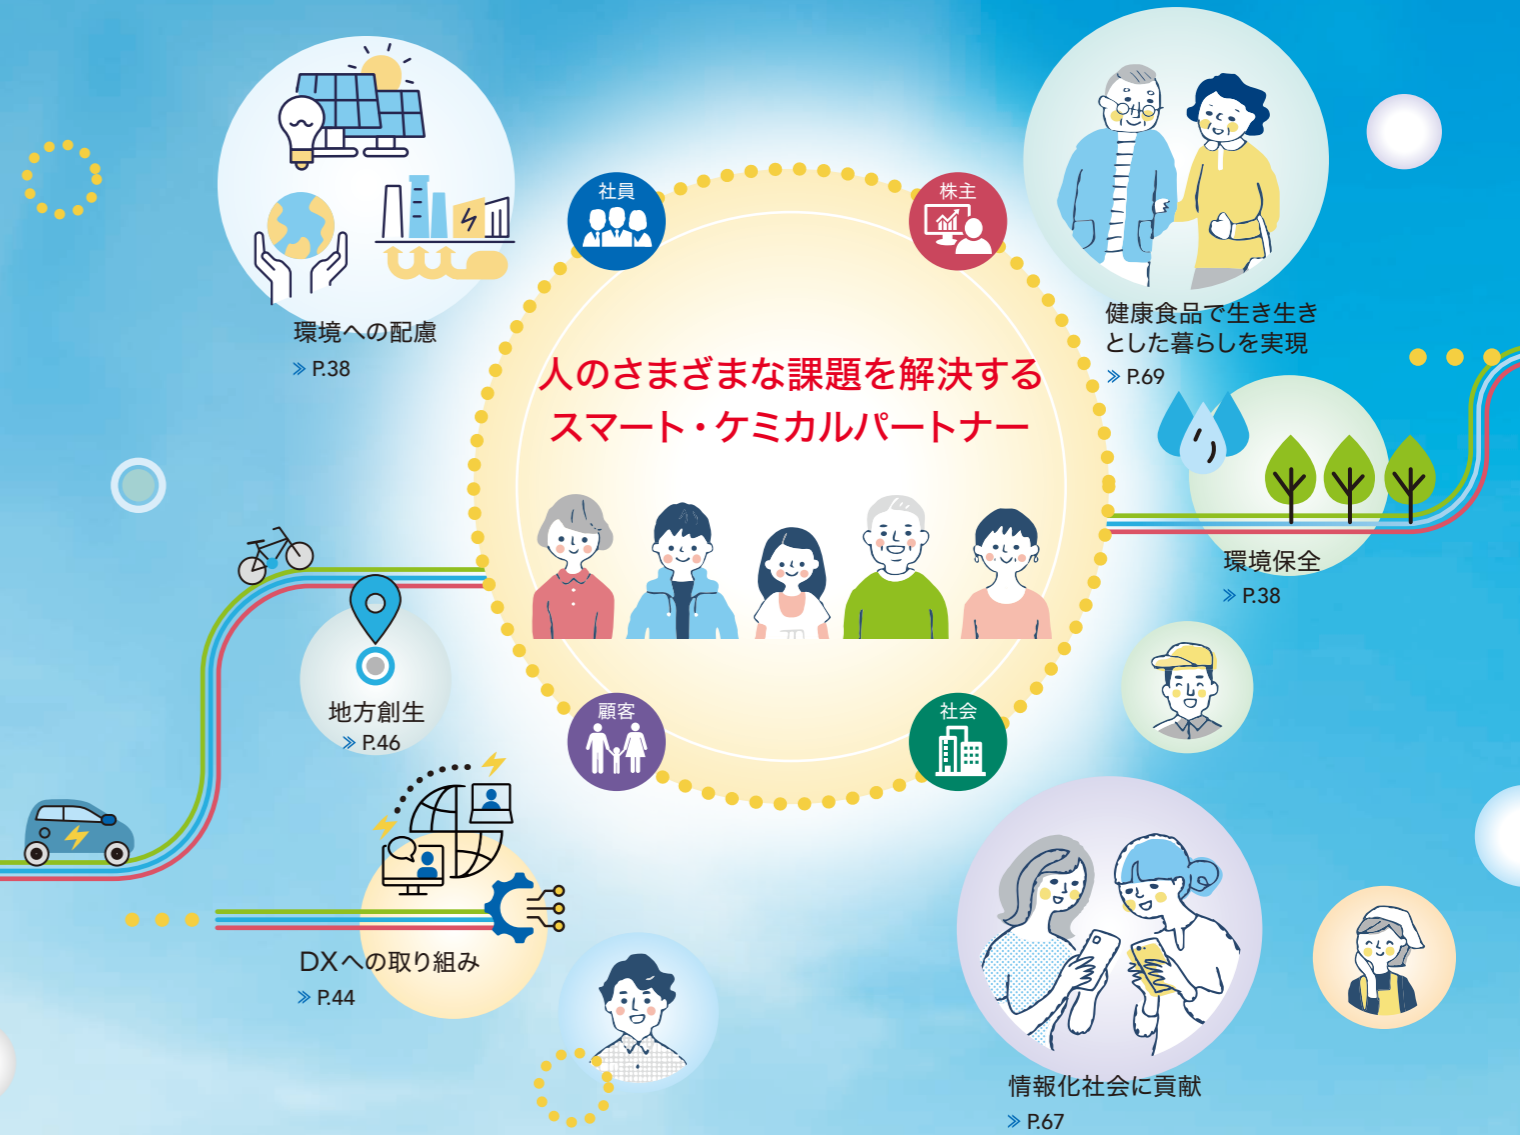 社員
株主
環境への配慮
P.38
健康食品で生き生き
とした暮らしを実現
P.69
人のさまざまな課題を解決する
スマート・ケミカルパートナー
環境保全
P.38
地方創生
P.46
顧客
社会
DXへの取り組み
P.44
情報化社会に貢献
P.67